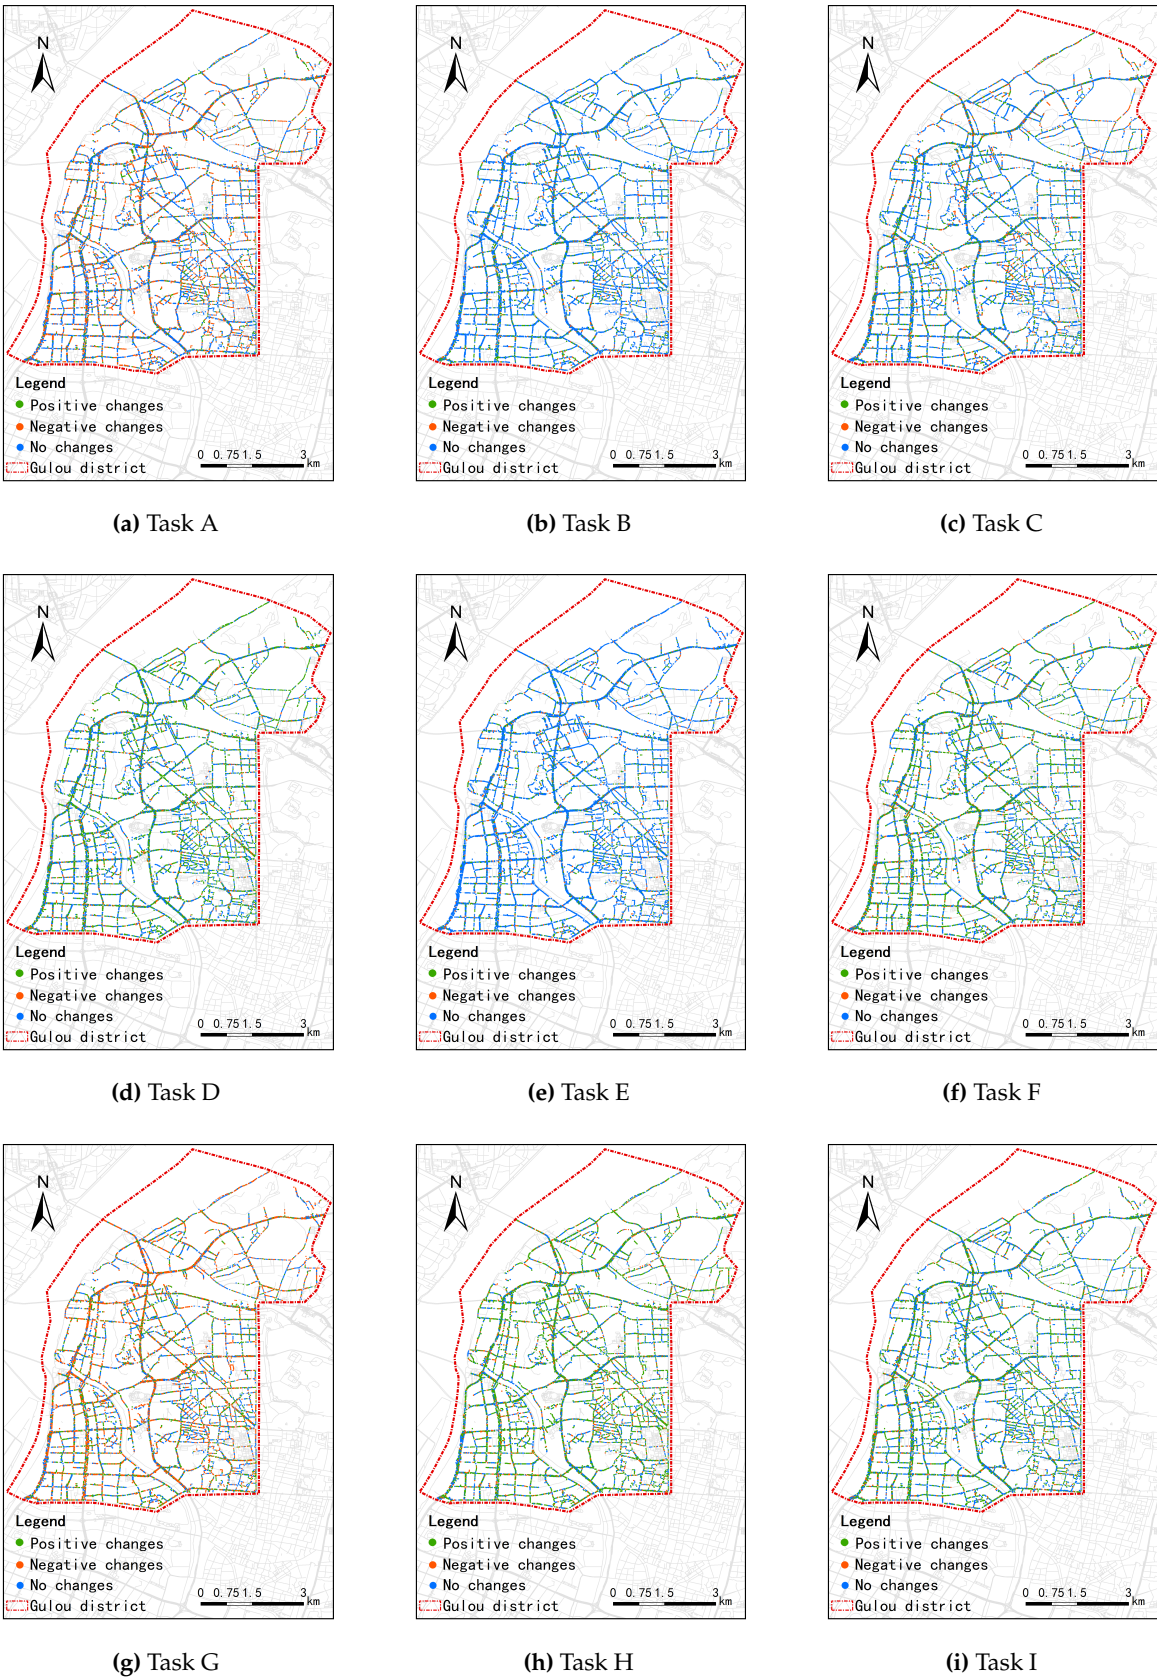 N
N
N
Legend
Positive changes
Negative changes
No changes
Gulou district
0 0.75 1.5 3 km
Legend
Positive changes
Negative changes
No changes
Gulou district
0 0.75 1.5 3 km
Legend
Positive changes
Negative changes
No changes
Gulou district
0 0.75 1.5 3 km
(a) Task A
(b) Task B
(c) Task C
N
N
N
Legend
Positive changes
Negative changes
No changes
Gulou district
0 0.75 1.5 3 km
Legend
Positive changes
Negative changes
No changes
Gulou district
0 0.75 1.5 3 km
Legend
Positive changes
Negative changes
No changes
Gulou district
0 0.75 1.5 3 km
(d) Task D
(e) Task E
(f) Task F
N
N
N
Legend
Positive changes
Negative changes
No changes
Gulou district
0 0.75 1.5 3 km
Legend
Positive changes
Negative changes
No changes
Gulou district
0 0.75 1.5 3 km
Legend
Positive changes
Negative changes
No changes
Gulou district
0 0.75 1.5 3 km
(g) Task G
(h) Task H
(i) Task I